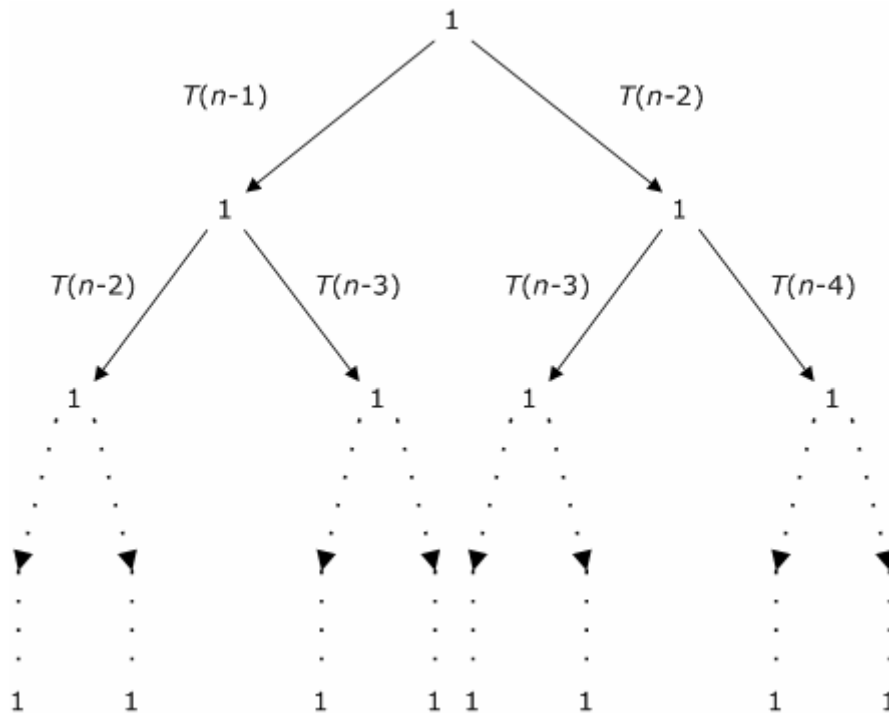 1
T(n-1) T(n-2)
1 1
T(n-2) T(n-3) T(n-3) T(n-4)
1 1 1 1
1 1 1 1 1 1 1 1